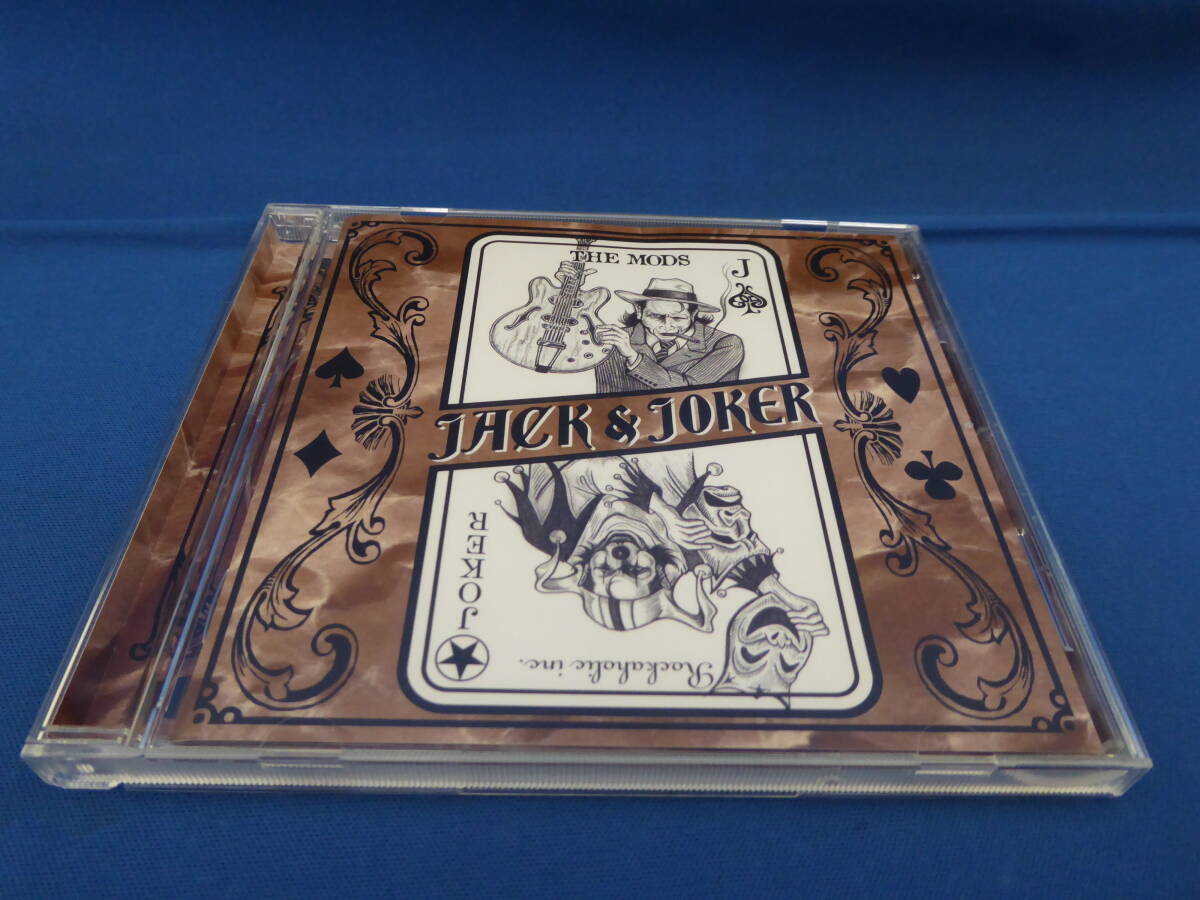 THE MODS
J
JACK & JOKER
JOKER
Rockaholic inc.